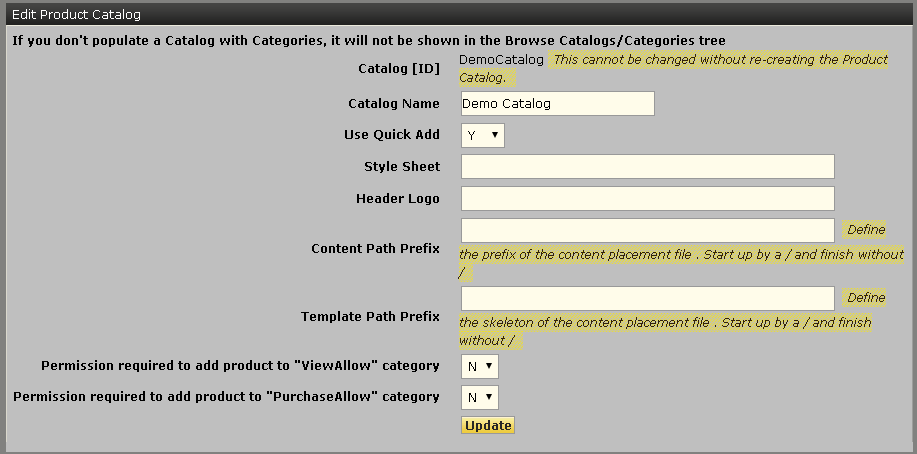 Edit Product Catalog
If you don't populate a Catalog with Categories, it will not be shown in the Browse Catalogs/Categories tree
Catalog [ID] DemoCatalog This cannot be changed without re-creating the Product
Catalog.
Catalog Name Demo Catalog
Use Quick Add Y
Style Sheet
Header Logo
Content Path Prefix Define
the prefix of the content placement file . Start up by a / and finish without
/
Template Path Prefix Define
the skeleton of the content placement file . Start up by a / and finish
without /
Permission required to add product to "ViewAllow" category N
Permission required to add product to "PurchaseAllow" category N
Update